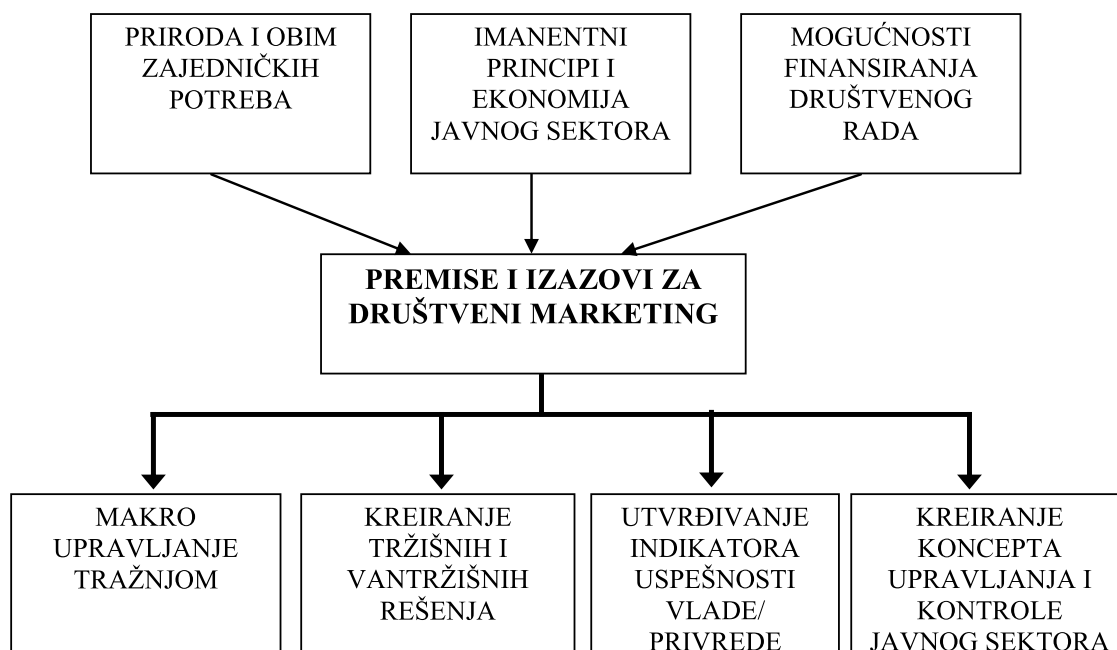 PRIRODA I OBIM
ZAJEDNIČKIH
POTREBA
IMANENTNI
PRINCIPI I
EKONOMIJA
JAVNOG SEKTORA
MOGUĆNOSTI
FINANSIRANJA
DRUŠTVENOG
RADA
PREMISE I IZAZOVI ZA
DRUŠTVENI MARKETING
MAKRO
UPRAVLJANJE
TRAŽNJOM
KREIRANJE
TRŽIŠNIH I
VANTRŽIŠNIH
REŠENJA
UTVRĐIVANJE
INDIKATORA
USPEŠNOSTI
VLADE/
PRIVREDE
KREIRANJE
KONCEPTA
UPRAVLJANJA I
KONTROLE
JAVNOG SEKTORA